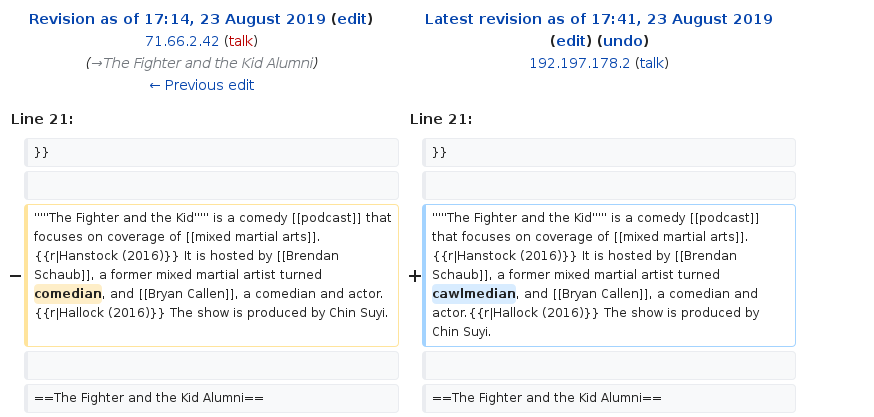 Revision as of 17:14, 23 August 2019 (edit)
71.66.2.42 (talk)
(→The Fighter and the Kid Alumni)
← Previous edit
Latest revision as of 17:41, 23 August 2019
(edit) (undo)
192.197.178.2 (talk)
Line 21:
Line 21:
}}
}}
'''''The Fighter and the Kid''''' is a comedy [[podcast]] that
focuses on coverage of [[mixed martial arts]].
{{r|Hanstock (2016)}} It is hosted by [[Brendan
− Schaub]], a former mixed martial artist turned
comedian, and [[Bryan Callen]], a comedian and actor.
{{r|Hallock (2016)}} The show is produced by Chin Suyi.
'''''The Fighter and the Kid''''' is a comedy [[podcast]]
that focuses on coverage of [[mixed martial arts]].
{{r|Hanstock (2016)}} It is hosted by [[Brendan
+ Schaub]], a former mixed martial artist turned
cawlmedian, and [[Bryan Callen]], a comedian and
actor.{{r|Hallock (2016)}} The show is produced by
Chin Suyi.
==The Fighter and the Kid Alumni==
==The Fighter and the Kid Alumni==